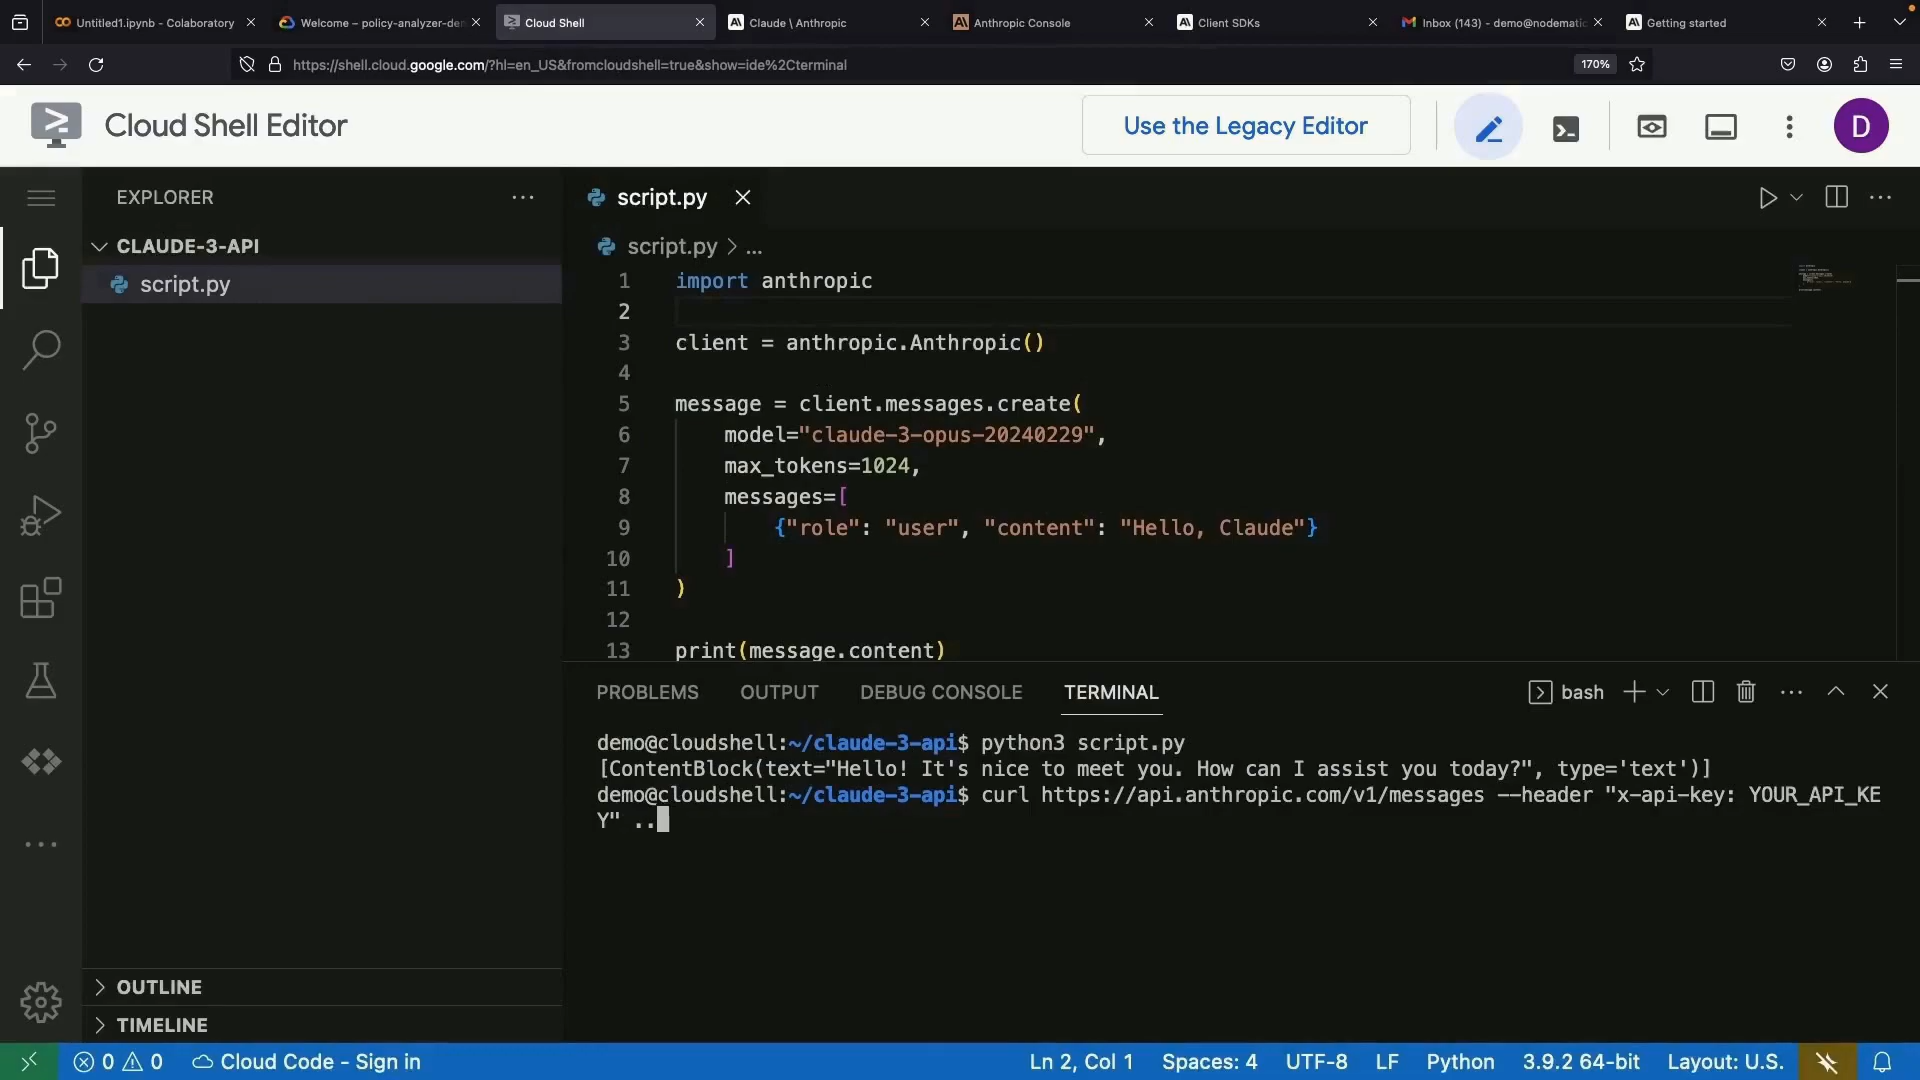 Untitled1.ipynb - Colaboratory
Welcome – policy-analyzer-de
Cloud Shell
Claude \ Anthropic
Anthropic Console
Client SDKs
Inbox (143) - demo@nodematic
Getting started
https://shell.cloud.google.com/?hl=en_US&fromcloudshell=true&show=ide%2Cterminal
170%
Cloud Shell Editor
Use the Legacy Editor
D
EXPLORER
script.py
script.py > ...
CLAUDE-3-API
script.py
1 import anthropic
2
3 client = anthropic.Anthropic()
4
5 message = client.messages.create(
6 model="claude-3-opus-20240229",
7 max_tokens=1024,
8 messages=[
9 {"role": "user", "content": "Hello, Claude"}
10 ]
11 )
12
13 print(message.content)
PROBLEMS OUTPUT DEBUG CONSOLE TERMINAL
bash
demo@cloudshell:~/claude-3-api$ python3 script.py
[ContentBlock(text="Hello! It's nice to meet you. How can I assist you today?", type='text')]
demo@cloudshell:~/claude-3-api$ curl https://api.anthropic.com/v1/messages --header "x-api-key: YOUR_API_KE
Y" ..
OUTLINE
TIMELINE
0 0 Cloud Code - Sign in
Ln 2, Col 1 Spaces: 4 UTF-8 LF Python 3.9.2 64-bit Layout: U.S.